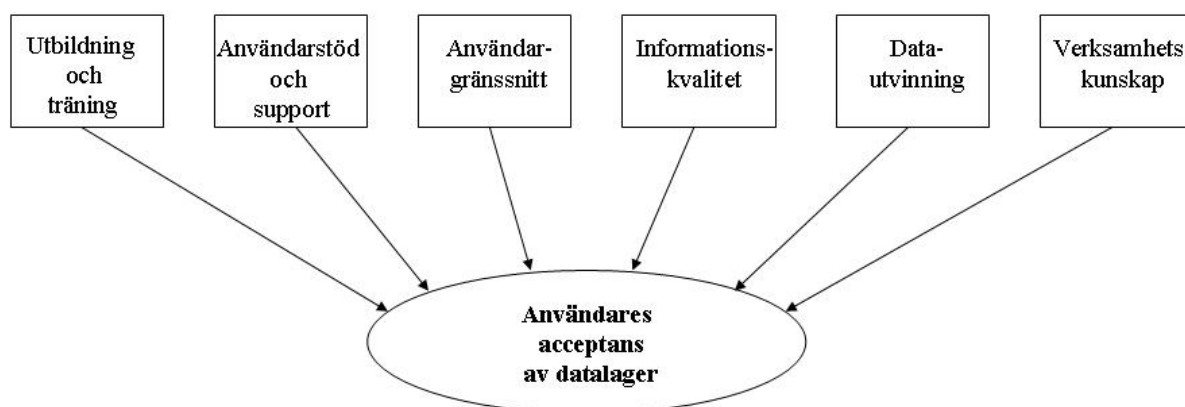 Utbildning
och
träning
Användarstöd
och
support
Användar-
gränssnitt
Informations-
kvalitet
Data-
utvinning
Verksamhets
kunskap
Användares
acceptans
av datalager